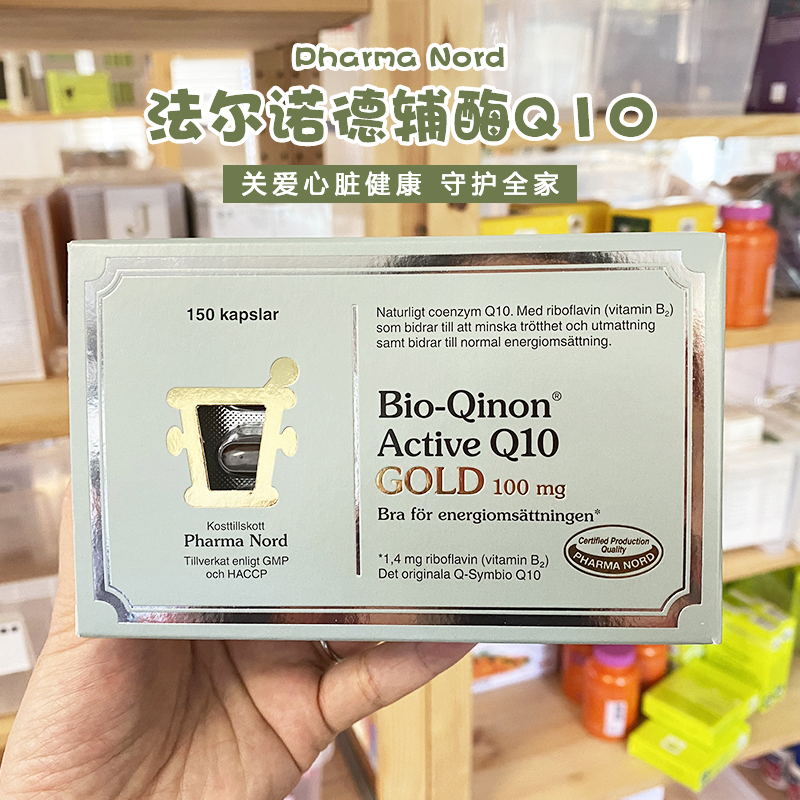 Pharma Nord
法尔诺德辅酶Q10
关爱心脏健康 守护全家
150 kapslar
Kosttillskott
Pharma Nord
Tillverkat enligt GMP
och HACCP
Naturligt coenzym Q10. Med riboflavin (vitamin B₂)
som bidrar till att minska trötthet och utmattning
samt bidrar till normal energiomsättning.
Bio-Qinon®
Active Q10
GOLD 100 mg
Bra för energiomsättningen*
*1,4 mg riboflavin (vitamin B₂)
Det originala Q-Symbio Q10
Certified Production
Quality
PHARMA NORD
J